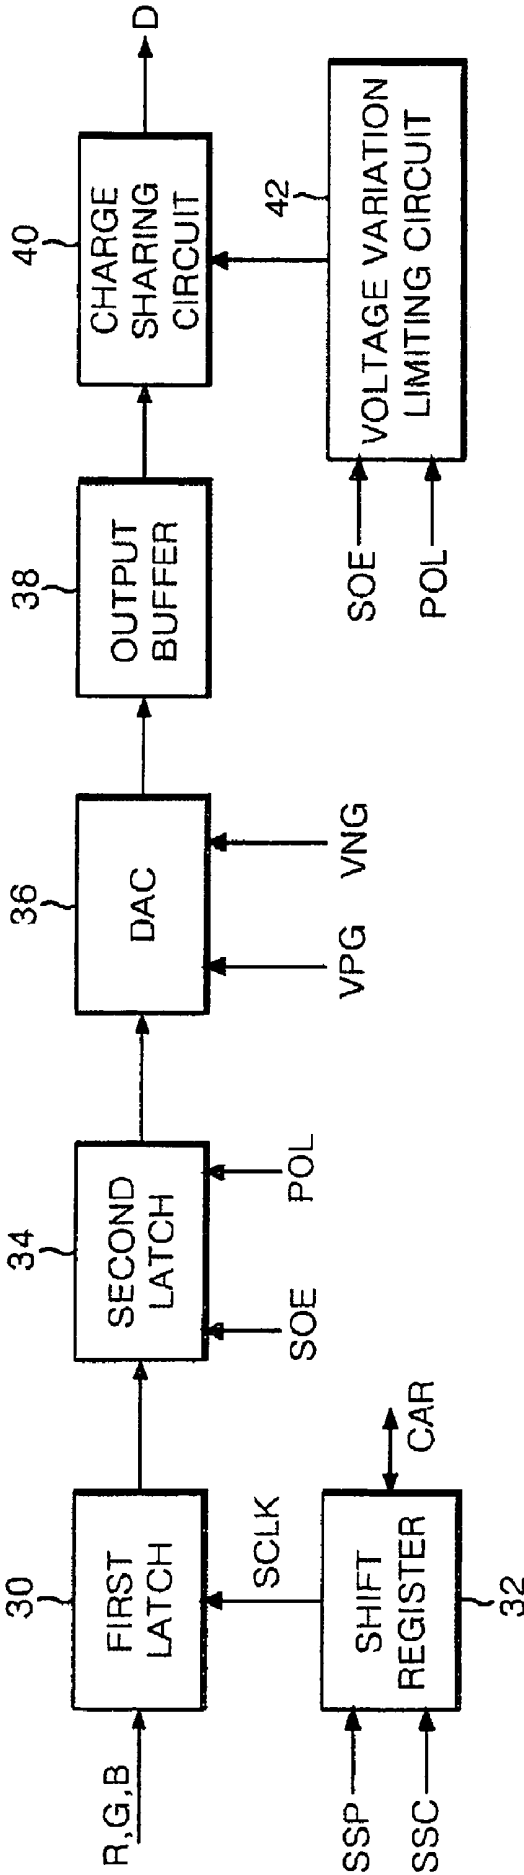 R,G,B
30
FIRST
LATCH
SSP
SSC
SHIFT
REGISTER
32
CAR
SCLK
34
SECOND
LATCH
SOE
POL
36
DAC
VPG
VNG
38
OUTPUT
BUFFER
40
CHARGE
SHARING
CIRCUIT
D
42
SOE
POL
VOLTAGE VARIATION
LIMITING CIRCUIT